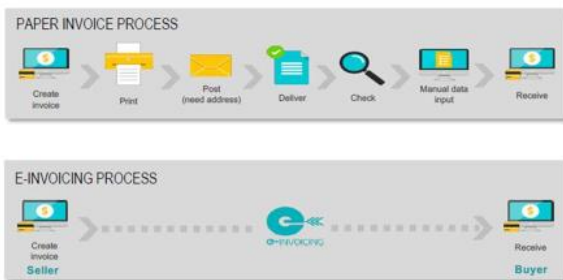 PAPER INVOICE PROCESS
Create
invoice
Print
Post
(need address)
Deliver
Check
Manual data
input
Receive
E-INVOICING PROCESS
Create
Invoice
Seller
e-INVOICING
Receive
Buyer